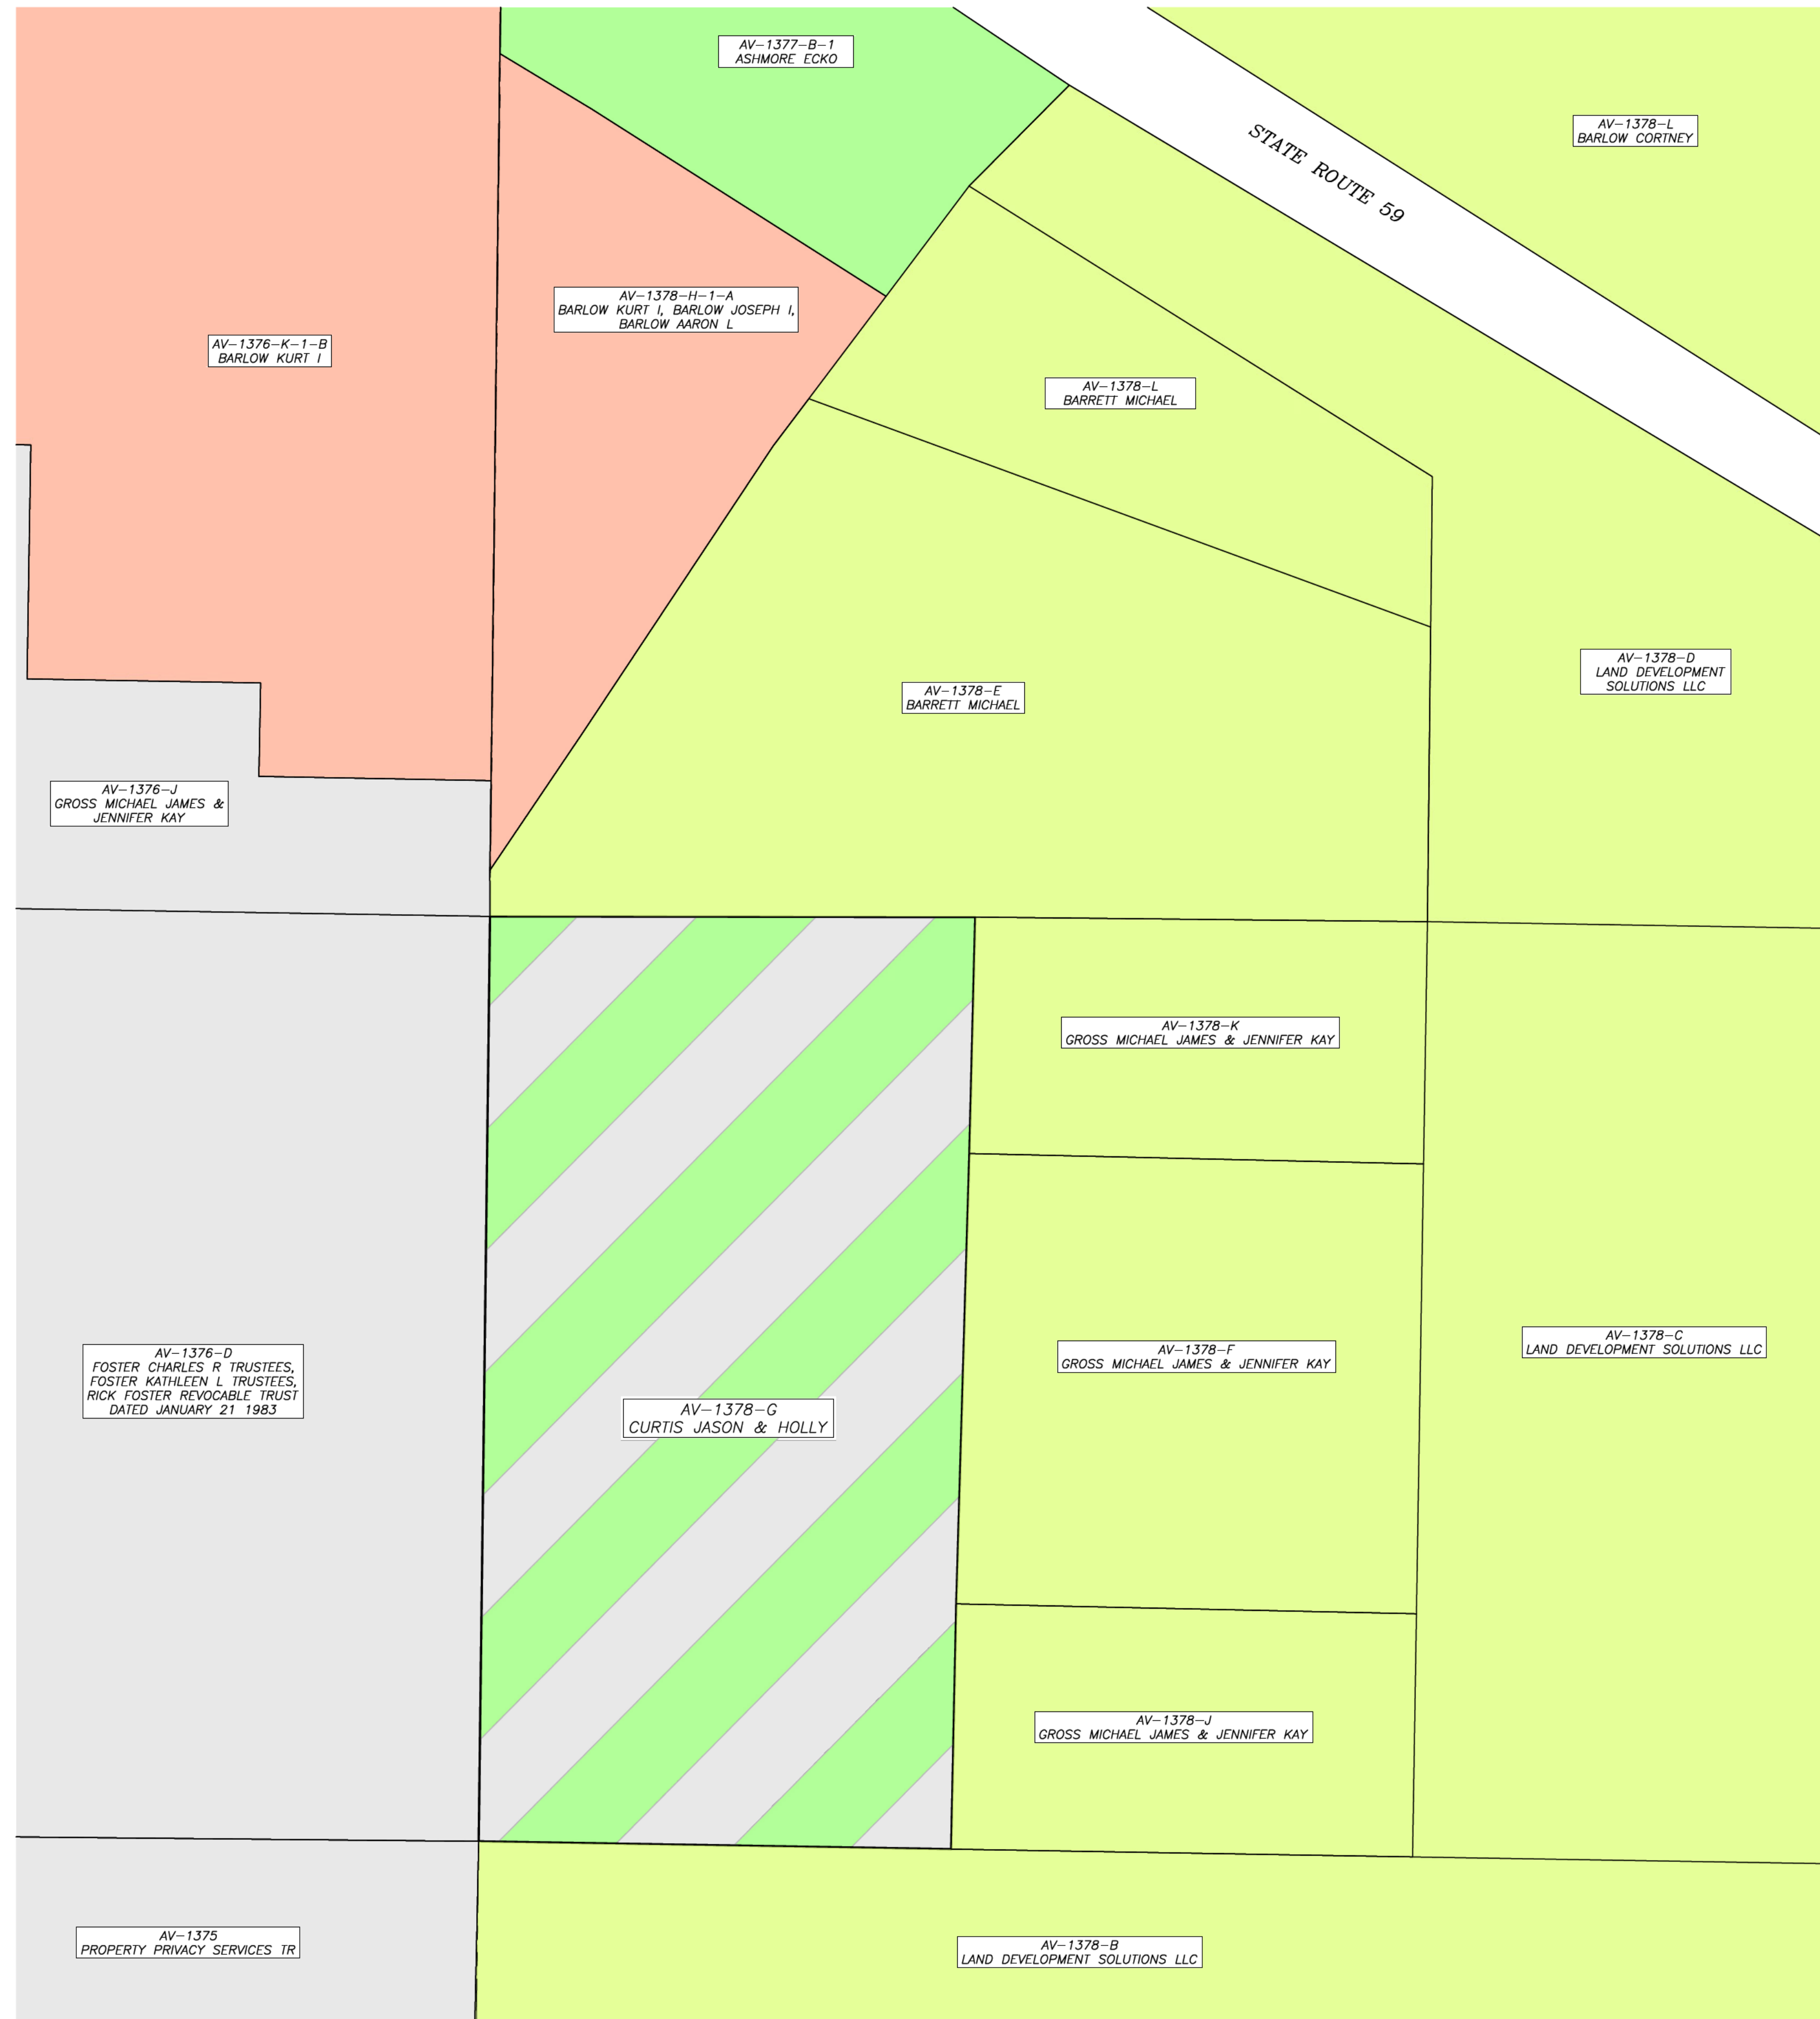 AV-1377-B-1
ASHMORE ECKO
AV-1378-L
BARLOW CORTNEY
STATE ROUTE 59
AV-1378-H-1-A
BARLOW KURT I, BARLOW JOSEPH I,
BARLOW AARON L
AV-1376-K-1-B
BARLOW KURT I
AV-1378-L
BARRETT MICHAEL
AV-1378-D
LAND DEVELOPMENT
SOLUTIONS LLC
AV-1378-E
BARRETT MICHAEL
AV-1376-J
GROSS MICHAEL JAMES &
JENNIFER KAY
AV-1378-K
GROSS MICHAEL JAMES & JENNIFER KAY
AV-1376-D
FOSTER CHARLES R TRUSTEES,
FOSTER KATHLEEN L TRUSTEES,
RICK FOSTER REVOCABLE TRUST
DATED JANUARY 21 1983
AV-1378-G
CURTIS JASON & HOLLY
AV-1378-F
GROSS MICHAEL JAMES & JENNIFER KAY
AV-1378-C
LAND DEVELOPMENT SOLUTIONS LLC
AV-1378-J
GROSS MICHAEL JAMES & JENNIFER KAY
AV-1375
PROPERTY PRIVACY SERVICES TR
AV-1378-B
LAND DEVELOPMENT SOLUTIONS LLC